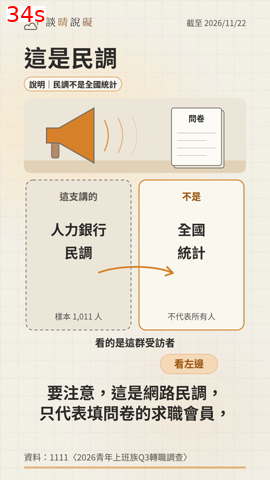 34s
談晴說礙
截至 2026/11/22
這是民調
說明｜民調不是全國統計
問卷
這支講的
人力銀行
民調
樣本 1,011 人
不是
全國
統計
不代表所有人
看的是這群受訪者
看左邊
要注意，這是網路民調，
只代表填問卷的求職會員，
資料：1111〈2026青年上班族Q3轉職調查〉